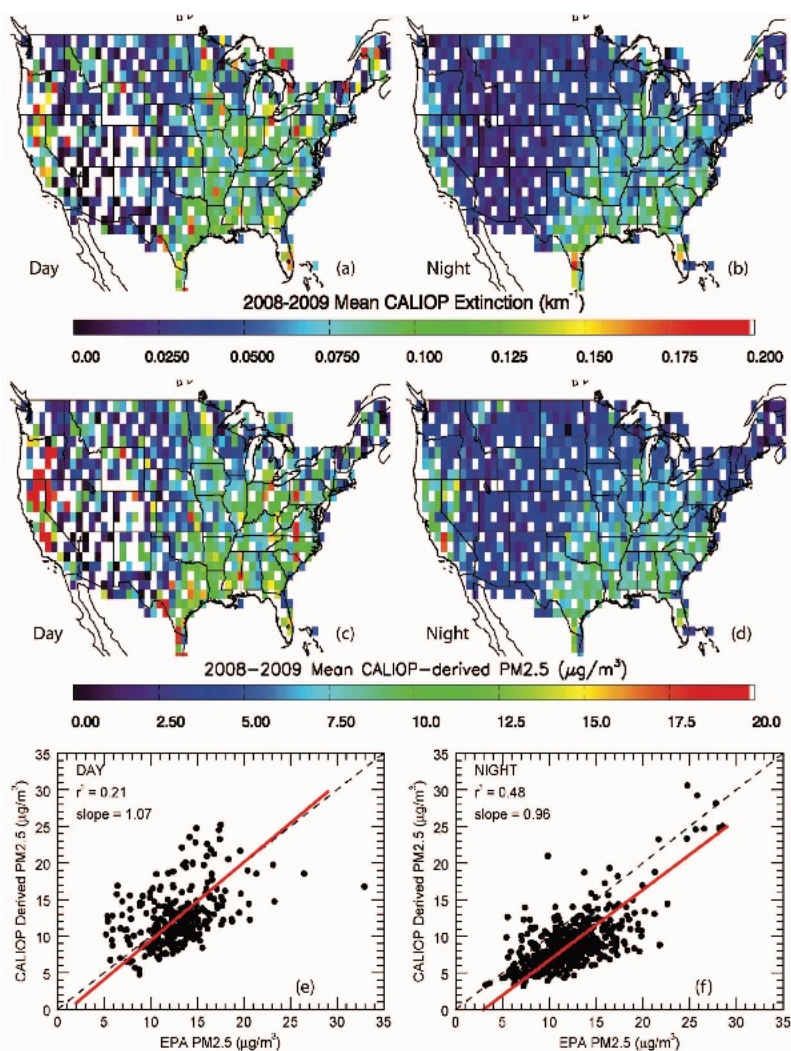 Day (a)
Night (b)
2008-2009 Mean CALIOP Extinction (km⁻¹)
0.00 0.0250 0.0500 0.0750 0.100 0.125 0.150 0.175 0.200
Day (c)
Night (d)
2008-2009 Mean CALIOP-derived PM2.5 (μg/m³)
0.00 2.50 5.00 7.50 10.0 12.5 15.0 17.5 20.0
35
30
25
20
15
10
5
0
CALIOP Derived PM2.5 (μg/m³)
DAY
r² = 0.21
slope = 1.07
(e)
0 5 10 15 20 25 30 35
EPA PM2.5 (μg/m³)
35
30
25
20
15
10
5
0
CALIOP Derived PM2.5 (μg/m³)
NIGHT
r² = 0.48
slope = 0.96
(f)
0 5 10 15 20 25 30 35
EPA PM2.5 (μg/m³)